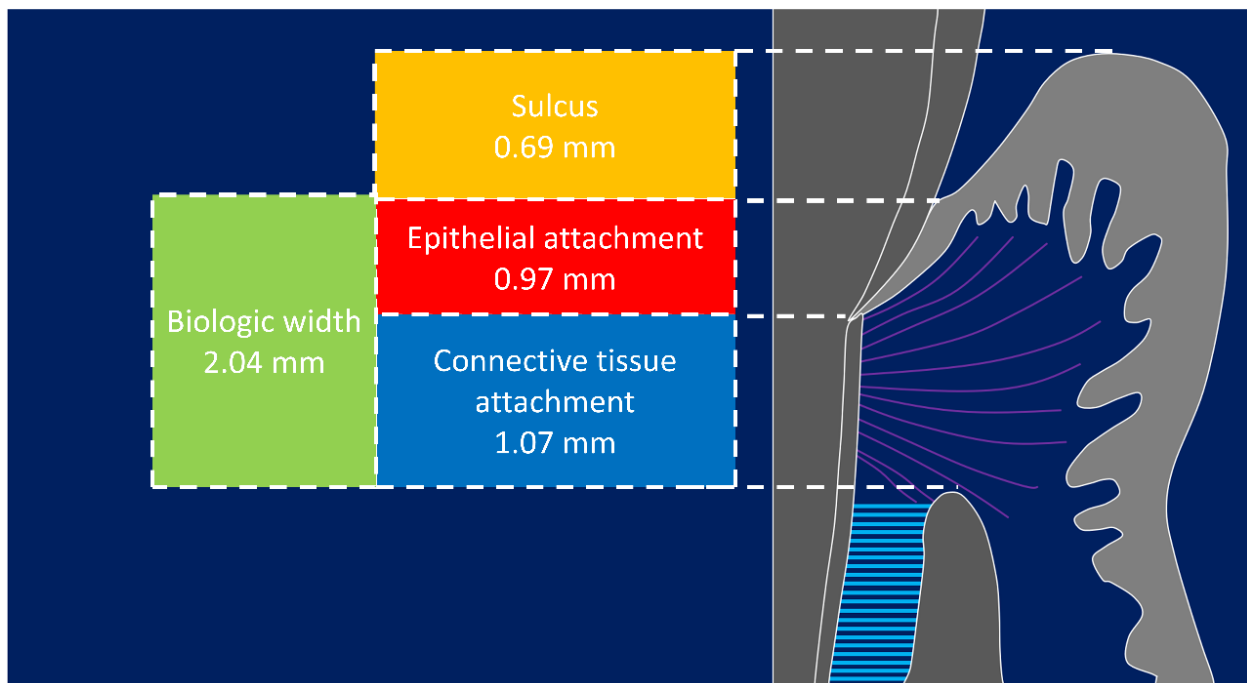 Sulcus
0.69 mm
Epithelial attachment
0.97 mm
Biologic width
2.04 mm
Connective tissue
attachment
1.07 mm